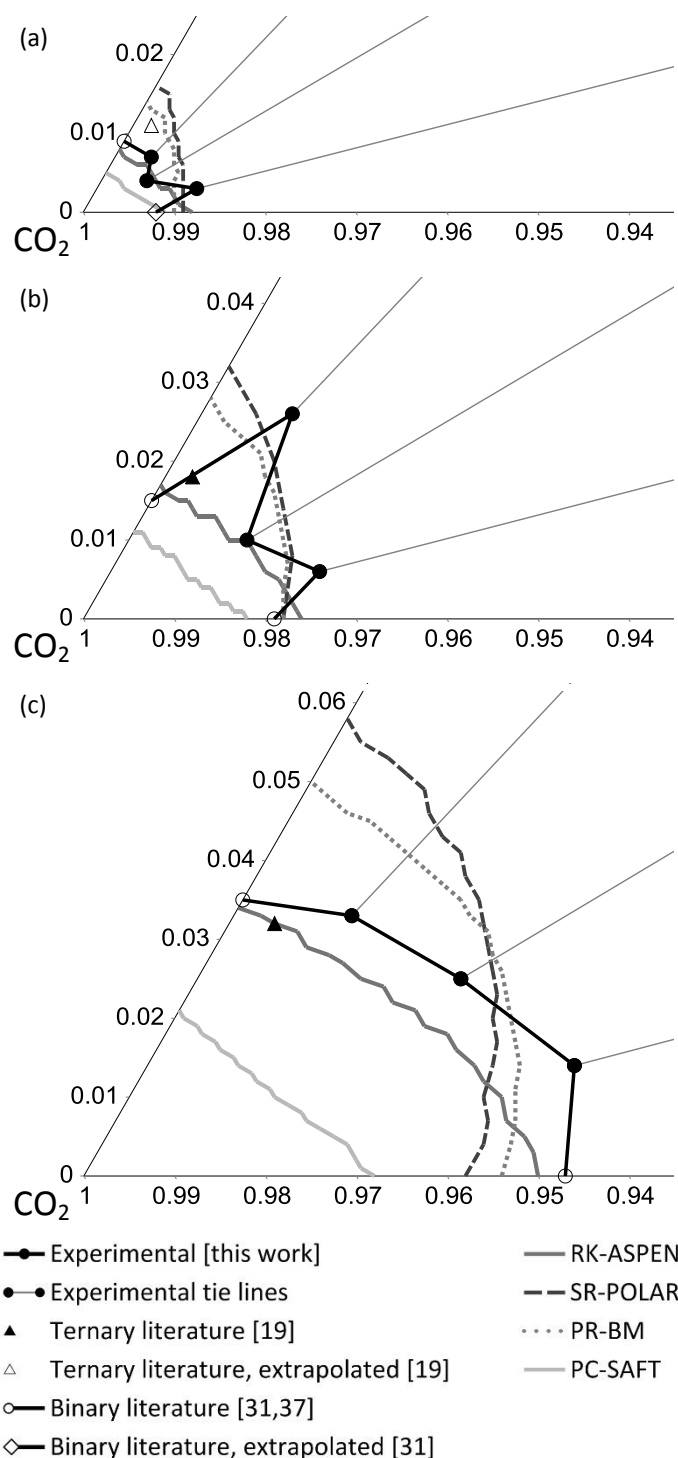 (a)
0.02
0.01
0
CO2
1 0.99 0.98 0.97 0.96 0.95 0.94
(b)
0.04
0.03
0.02
0.01
0
CO2
1 0.99 0.98 0.97 0.96 0.95 0.94
(c)
0.06
0.05
0.04
0.03
0.02
0.01
0
CO2
1 0.99 0.98 0.97 0.96 0.95 0.94
Experimental [this work]
RK-ASPEN
Experimental tie lines
SR-POLAR
Ternary literature [19]
PR-BM
Ternary literature, extrapolated [19]
PC-SAFT
Binary literature [31,37]
Binary literature, extrapolated [31]